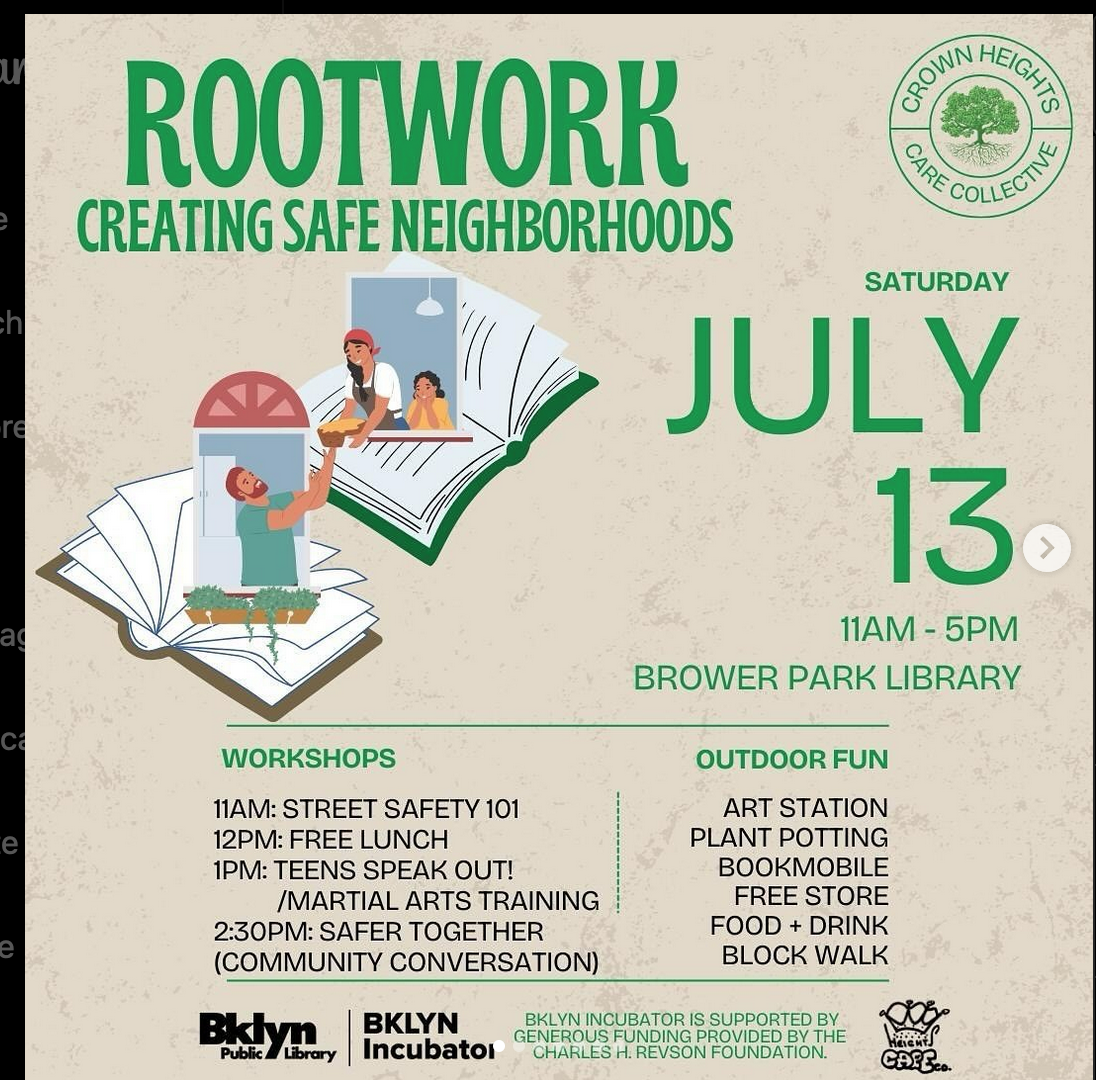 ROOTWORK
CREATING SAFE NEIGHBORHOODS
CROWN HEIGHTS
CARE COLLECTIVE
SATURDAY
JULY
13
11AM - 5PM
BROWER PARK LIBRARY
WORKSHOPS
11AM: STREET SAFETY 101
12PM: FREE LUNCH
1PM: TEENS SPEAK OUT!
/MARTIAL ARTS TRAINING
2:30PM: SAFER TOGETHER
(COMMUNITY CONVERSATION)
OUTDOOR FUN
ART STATION
PLANT POTTING
BOOKMOBILE
FREE STORE
FOOD + DRINK
BLOCK WALK
Bklyn
Public Library
BKLYN
Incubator
BKLYN INCUBATOR IS SUPPORTED BY
GENEROUS FUNDING PROVIDED BY THE
CHARLES H. REVSON FOUNDATION.